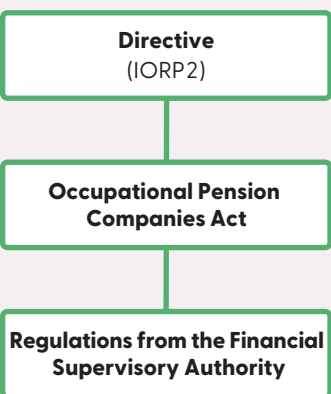 Directive
(IORP2)
Occupational Pension
Companies Act
Regulations from the Financial
Supervisory Authority